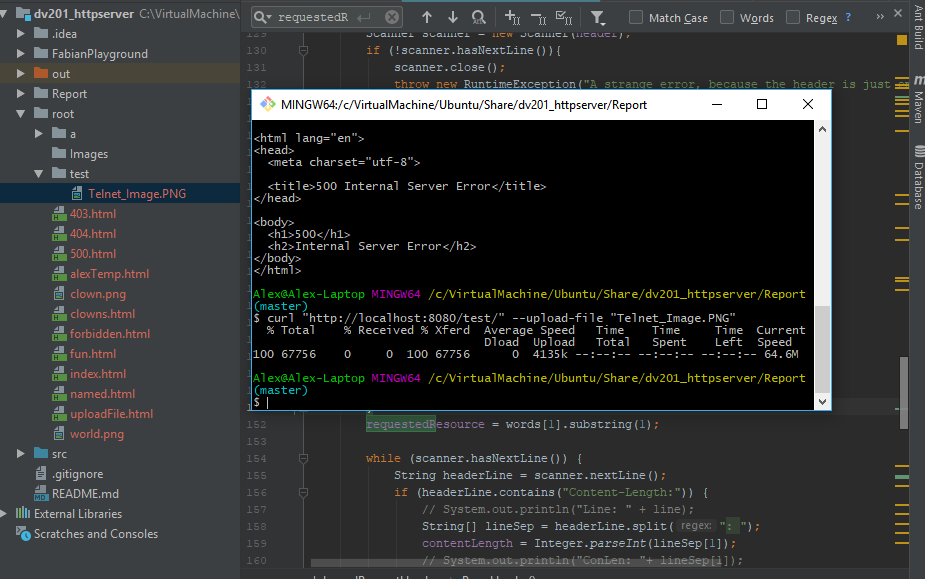 dv201_httpserver C:\VirtualMachine\
.idea
FabianPlayground
out
Report
root
a
Images
test
Telnet_Image.PNG
403.html
404.html
500.html
alexTemp.html
clown.png
clowns.html
forbidden.html
fun.html
index.html
named.html
uploadFile.html
world.png
src
.gitignore
README.md
External Libraries
Scratches and Consoles
requestedR
Match Case
Words
Regex ?
Ant Build
Maven
Database
129 Scanner scanner = new Scanner(header);
130 if (!scanner.hasNextLine()){
131 scanner.close();
132 throw new RuntimeException("A strange error, because the header is just
MINGW64:/c/VirtualMachine/Ubuntu/Share/dv201_httpserver/Report
<html lang="en">
<head>
<meta charset="utf-8">
<title>500 Internal Server Error</title>
</head>
<body>
<h1>500</h1>
<h2>Internal Server Error</h2>
</body>
</html>
Alex@Alex-Laptop MINGW64 /c/VirtualMachine/Ubuntu/Share/dv201_httpserver/Report
(master)
$ curl "http://localhost:8080/test/" --upload-file "Telnet_Image.PNG"
% Total % Received % Xferd Average Speed Time Time Time Current
Dload Upload Total Spent Left Speed
100 67756 0 0 100 67756 0 4135k --:--:-- --:--:-- --:--:-- 64.6M
Alex@Alex-Laptop MINGW64 /c/VirtualMachine/Ubuntu/Share/dv201_httpserver/Report
(master)
$
152 requestedResource = words[1].substring(1);
153
154 while (scanner.hasNextLine()) {
155 String headerLine = scanner.nextLine();
156 if (headerLine.contains("Content-Length:")) {
157 // System.out.println("Line: " + line);
158 String[] lineSep = headerLine.split( regex: ": ");
159 contentLength = Integer.parseInt(lineSep[1]);
160 // System.out.println("ConLen: "+ lineSep[1]);